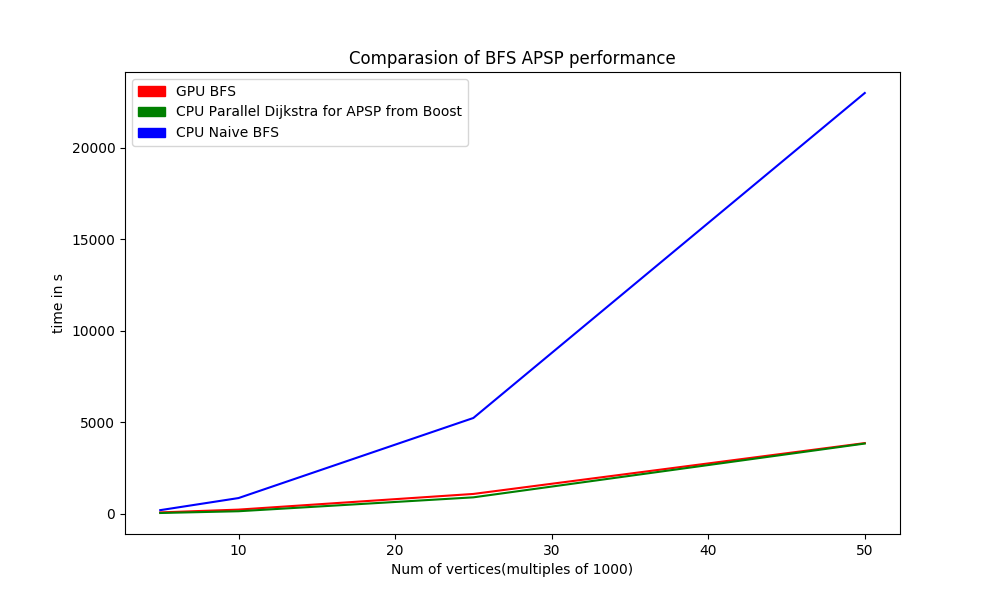 Comparasion of BFS APSP performance
GPU BFS
CPU Parallel Dijkstra for APSP from Boost
CPU Naive BFS
time in s
20000
15000
10000
5000
0
10 20 30 40 50
Num of vertices(multiples of 1000)